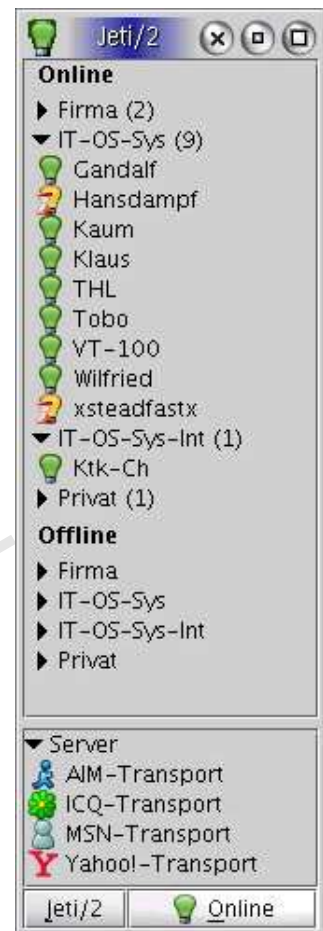 Jeti/2
Online
Firma (2)
IT-OS-Sys (9)
Gandalf
Hansdampf
Kaum
Klaus
THL
Tobo
VT-100
Wilfried
xsteadfastx
IT-OS-Sys-Int (1)
Ktk-Ch
Privat (1)
Offline
Firma
IT-OS-Sys
IT-OS-Sys-Int
Privat
Server
AIM-Transport
ICQ-Transport
MSN-Transport
Yahoo!-Transport
Jeti/2 Online